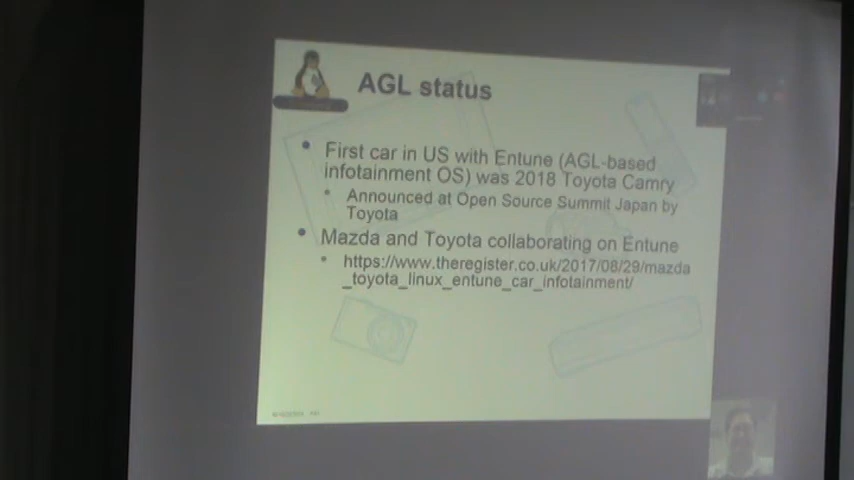 AGL status
First car in US with Entune (AGL-based
infotainment OS) was 2018 Toyota Camry
Announced at Open Source Summit Japan by
Toyota
Mazda and Toyota collaborating on Entune
https://www.theregister.co.uk/2017/08/29/mazda
_toyota_linux_entune_car_infotainment/